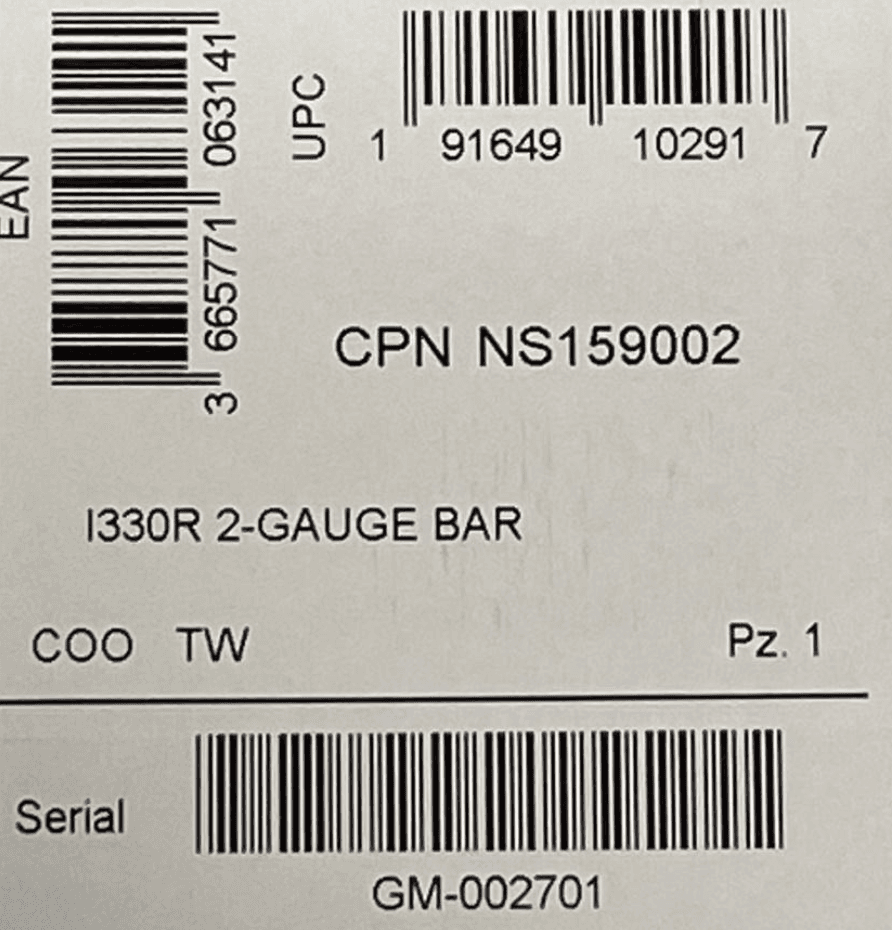 EAN
3 665771 063141
UPC
1 91649 10291 7
CPN NS159002
I330R 2-GAUGE BAR
COO TW
Pz. 1
Serial
GM-002701